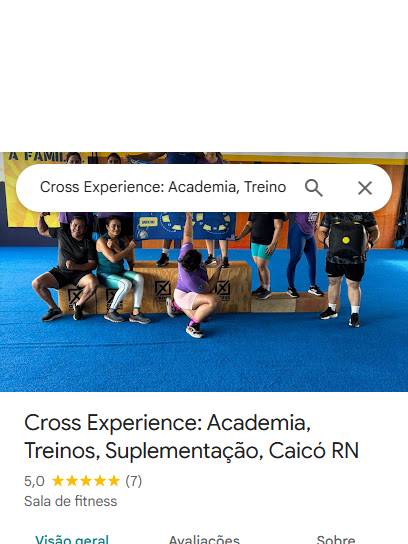 A FAMÍL
Cross Experience: Academia, Treino
Cross Experience: Academia,
Treinos, Suplementação, Caicó RN
5,0 (7)
Sala de fitness
Visão geral Avaliações Sobre